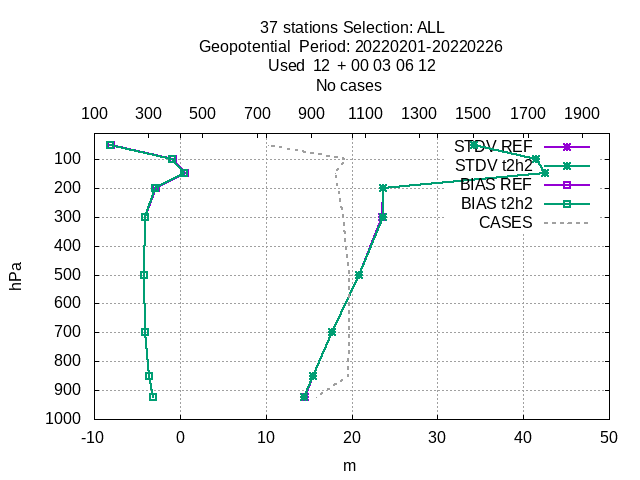 37 stations Selection: ALL
Geopotential  Period: 20220201-20220226
Used  12  + 00 03 06 12
No cases
100 300 500 700 900 1100 1300 1500 1700 1900
STDV REF
STDV t2h2
BIAS REF
BIAS t2h2
CASES
100
200
300
400
500
600
700
800
900
1000
hPa
-10 0 10 20 30 40 50
m